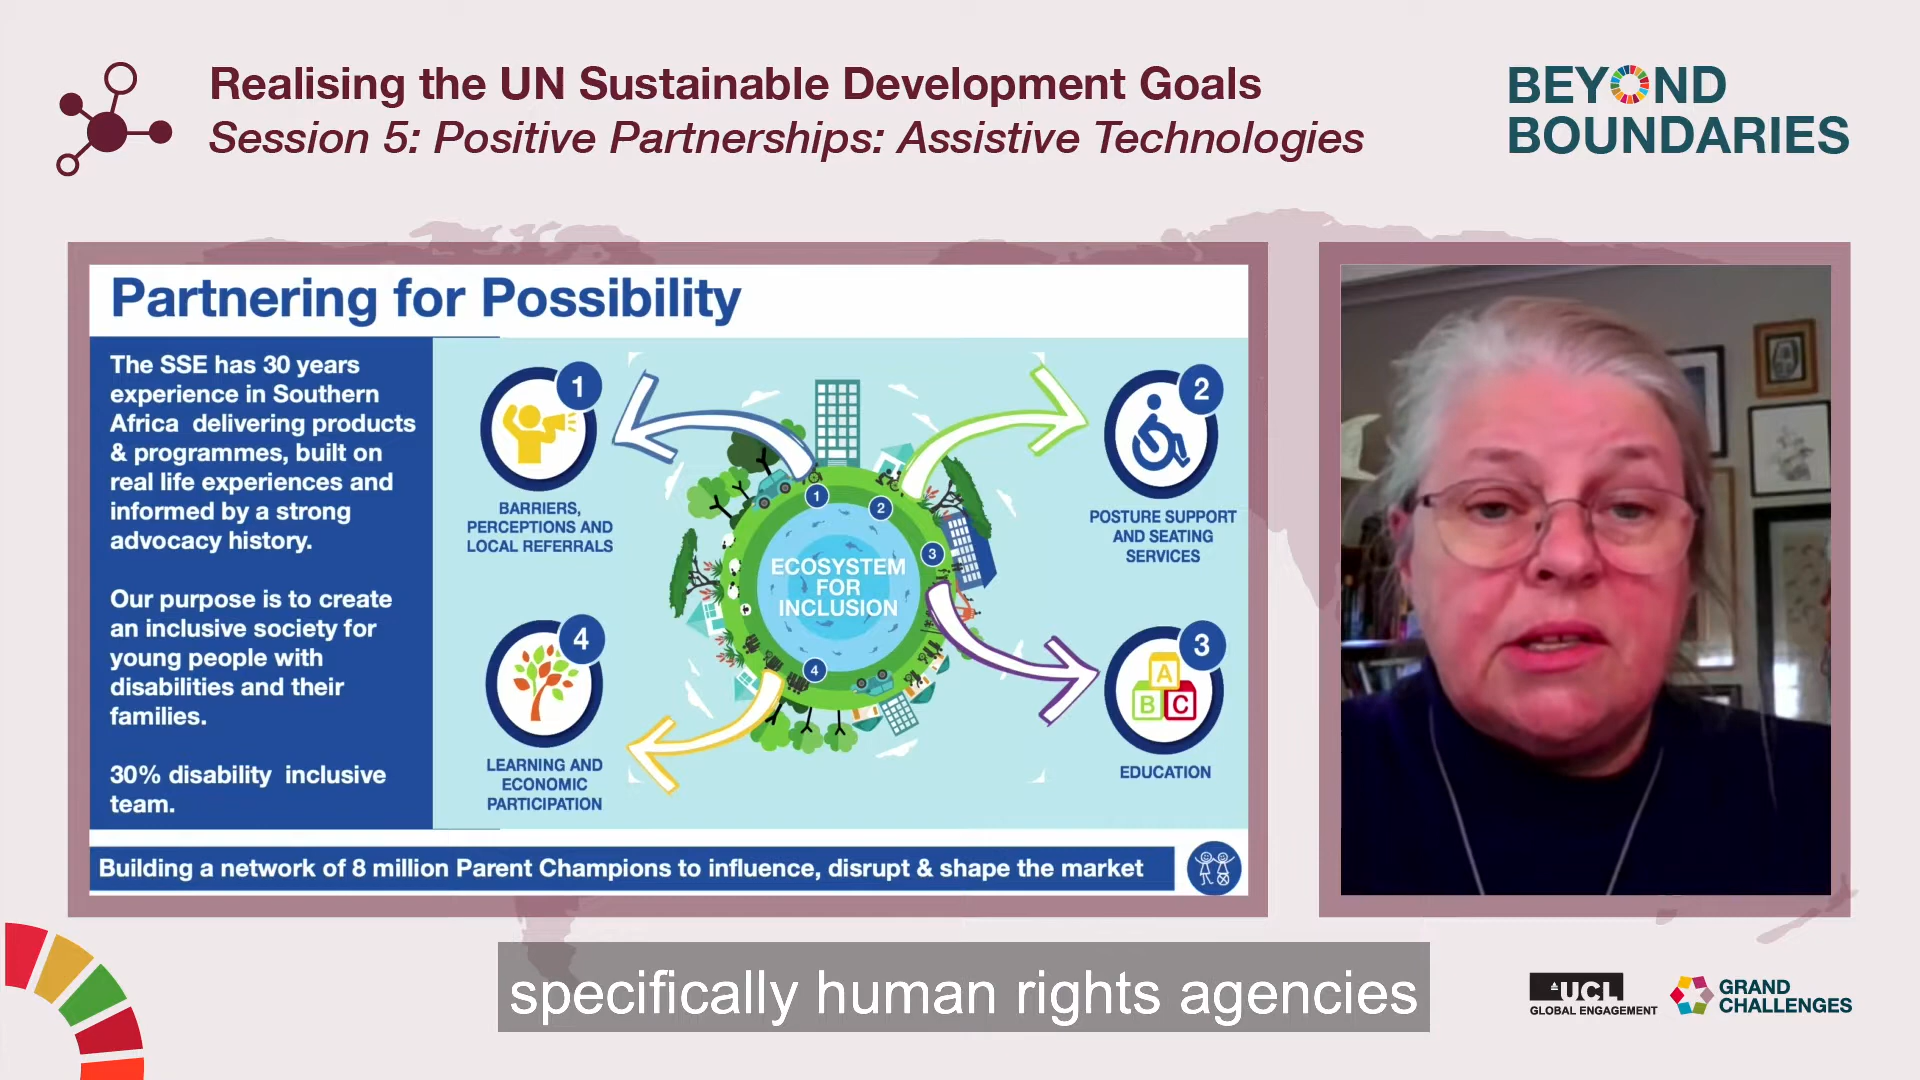 Realising the UN Sustainable Development Goals
Session 5: Positive Partnerships: Assistive Technologies
BEYOND
BOUNDARIES
Partnering for Possibility
The SSE has 30 years
experience in Southern
Africa delivering products
& programmes, built on
real life experiences and
informed by a strong
advocacy history.
Our purpose is to create
an inclusive society for
young people with
disabilities and their
families.
30% disability inclusive
team.
1
BARRIERS,
PERCEPTIONS AND
LOCAL REFERRALS
2
POSTURE SUPPORT
AND SEATING
SERVICES
1
2
3
4
ECOSYSTEM
FOR
INCLUSION
3
A
B C
EDUCATION
4
LEARNING AND
ECONOMIC
PARTICIPATION
Building a network of 8 million Parent Champions to influence, disrupt & shape the market
specifically human rights agencies
UCL
GLOBAL ENGAGEMENT
GRAND
CHALLENGES